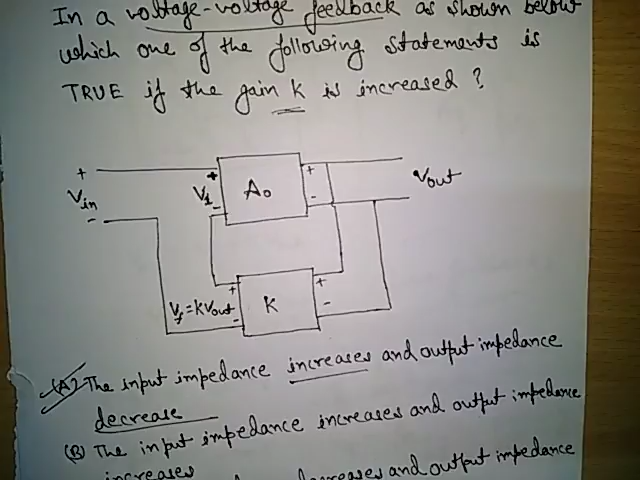 In a voltage-voltage feedback as shown below
which one of the following statements is
TRUE if the gain K is increased ?
+ + +
Vin V1 A0 Vout
- - -
+ +
Vf = KVout K
- -
(A) The input impedance increases and output impedance
decrease
(B) The input impedance increases and output impedance
increases
decreases and output impedance